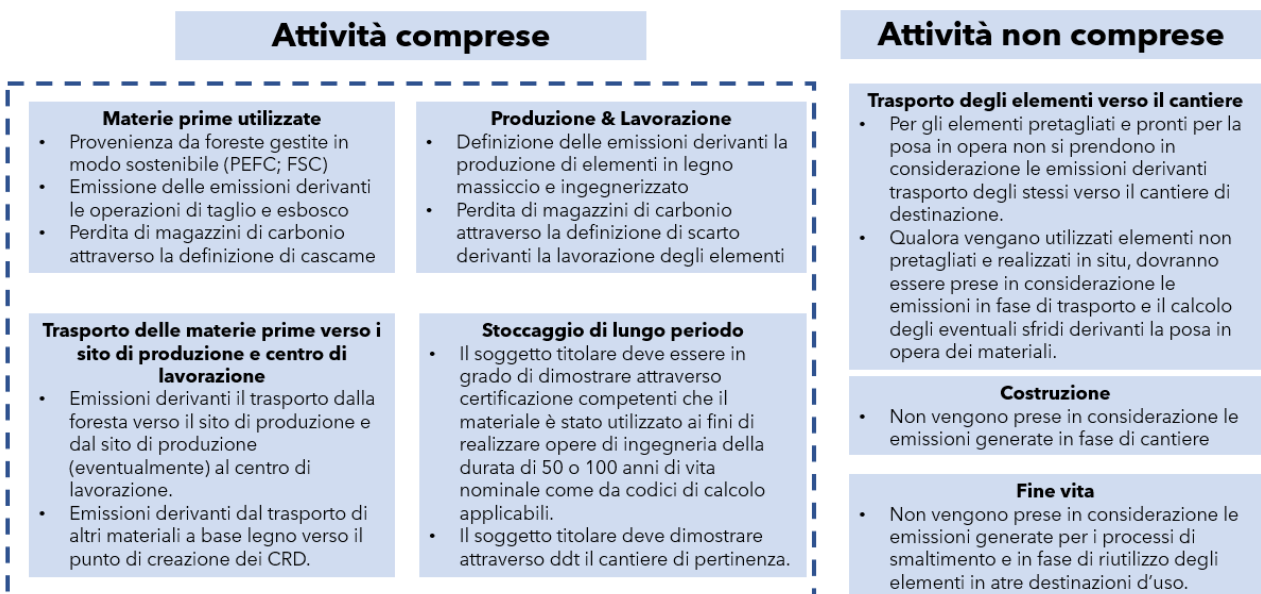 Attività comprese
Materie prime utilizzate
• Provenienza da foreste gestite in
modo sostenibile (PEFC; FSC)
• Emissione delle emissioni derivanti
le operazioni di taglio e esbosco
• Perdita di magazzini di carbonio
attraverso la definizione di cascame
Produzione & Lavorazione
• Definizione delle emissioni derivanti la
produzione di elementi in legno
massiccio e ingegnerizzato
• Perdita di magazzini di carbonio
attraverso la definizione di scarto
derivanti la lavorazione degli elementi
Trasporto delle materie prime verso i
sito di produzione e centro di
lavorazione
• Emissioni derivanti il trasporto dalla
foresta verso il sito di produzione e
dal sito di produzione
(eventualmente) al centro di
lavorazione.
• Emissioni derivanti dal trasporto di
altri materiali a base legno verso il
punto di creazione dei CRD.
Stoccaggio di lungo periodo
• Il soggetto titolare deve essere in
grado di dimostrare attraverso
certificazione competenti che il
materiale è stato utilizzato ai fini di
realizzare opere di ingegneria della
durata di 50 o 100 anni di vita
nominale come da codici di calcolo
applicabili.
• Il soggetto titolare deve dimostrare
attraverso ddt il cantiere di pertinenza.
Attività non comprese
Trasporto degli elementi verso il cantiere
• Per gli elementi pretagliati e pronti per la
posa in opera non si prendono in
considerazione le emissioni derivanti
trasporto degli stessi verso il cantiere di
destinazione.
• Qualora vengano utilizzati elementi non
pretagliati e realizzati in situ, dovranno
essere prese in considerazione le
emissioni in fase di trasporto e il calcolo
degli eventuali sfridi derivanti la posa in
opera dei materiali.
Costruzione
• Non vengono prese in considerazione le
emissioni generate in fase di cantiere
Fine vita
• Non vengono prese in considerazione le
emissioni generate per i processi di
smaltimento e in fase di riutilizzo degli
elementi in atre destinazioni d'uso.